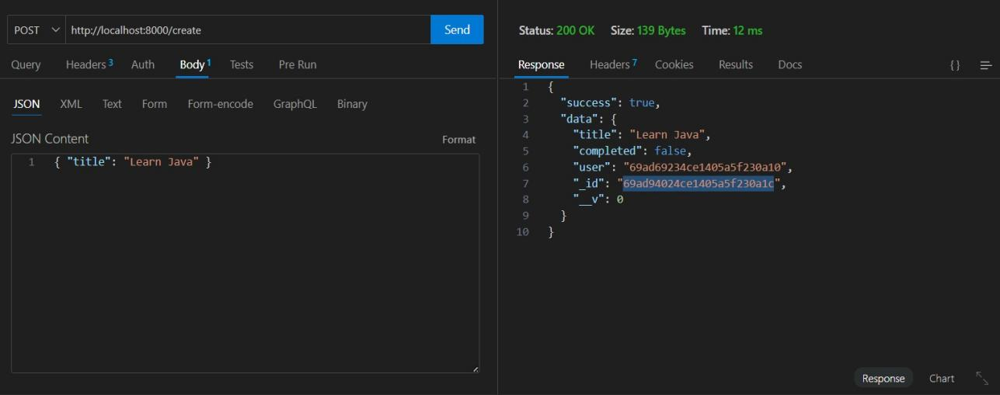 POST http://localhost:8000/create Send
Query Headers 3 Auth Body 1 Tests Pre Run
JSON XML Text Form Form-encode GraphQL Binary
JSON Content Format
1 { "title": "Learn Java" }
Status: 200 OK Size: 139 Bytes Time: 12 ms
Response Headers 7 Cookies Results Docs {}
1 {
2 "success": true,
3 "data": {
4 "title": "Learn Java",
5 "completed": false,
6 "user": "69ad69234ce1405a5f230a10",
7 "_id": "69ad94024ce1405a5f230a1c",
8 "__v": 0
9 }
10 }
Response Chart